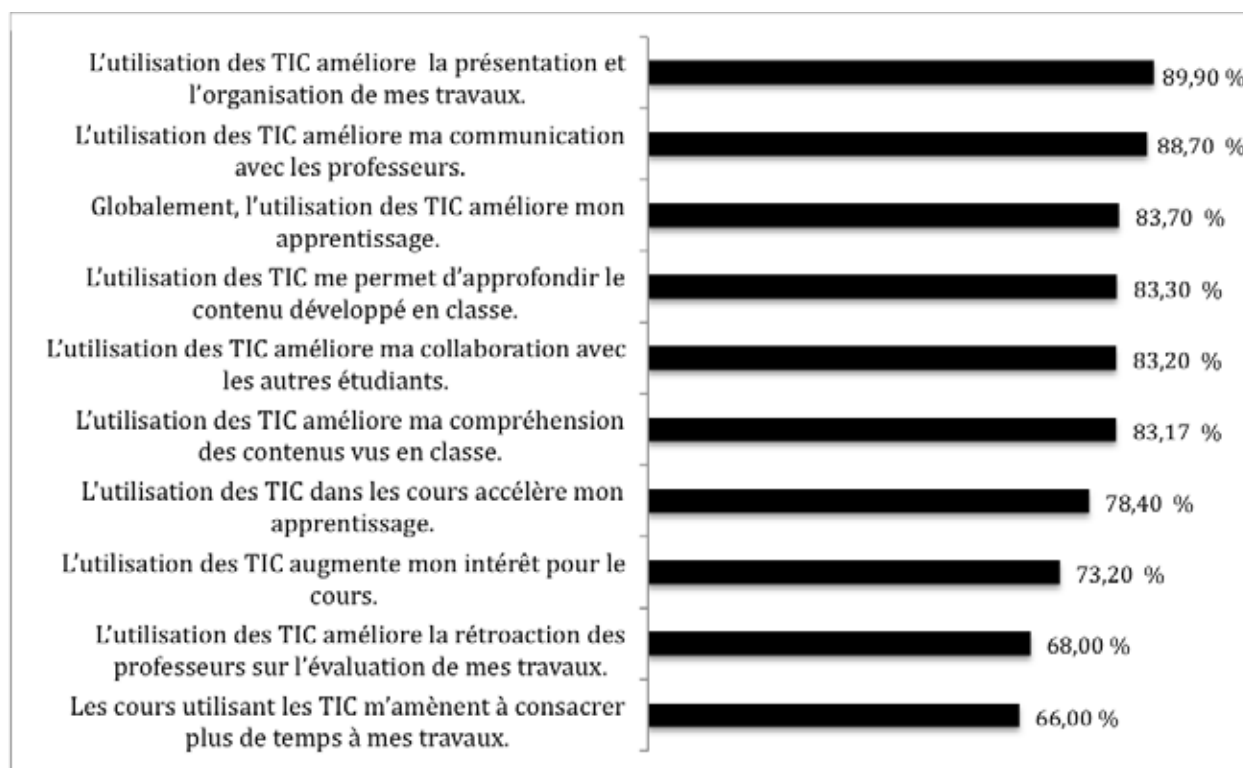 L'utilisation des TIC améliore la présentation et
l'organisation de mes travaux.
89,90 %
L'utilisation des TIC améliore ma communication
avec les professeurs.
88,70 %
Globalement, l'utilisation des TIC améliore mon
apprentissage.
83,70 %
L'utilisation des TIC me permet d'approfondir le
contenu développé en classe.
83,30 %
L'utilisation des TIC améliore ma collaboration avec
les autres étudiants.
83,20 %
L'utilisation des TIC améliore ma compréhension
des contenus vus en classe.
83,17 %
L'utilisation des TIC dans les cours accélère mon
apprentissage.
78,40 %
L'utilisation des TIC augmente mon intérêt pour le
cours.
73,20 %
L'utilisation des TIC améliore la rétroaction des
professeurs sur l'évaluation de mes travaux.
68,00 %
Les cours utilisant les TIC m'amènent à consacrer
plus de temps à mes travaux.
66,00 %